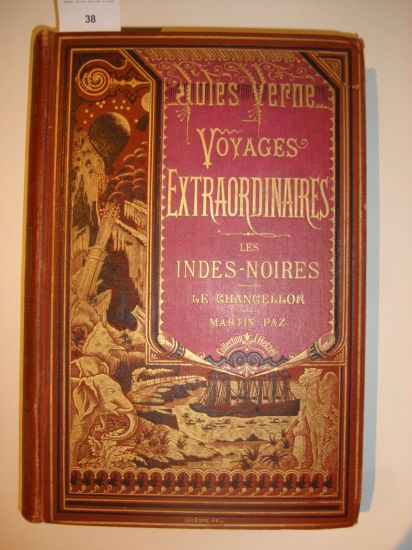 38
Jules Verne
VOYAGES
EXTRAORDINAIRES
LES
INDES-NOIRES
LE CHANCELLOR
MARTIN PAZ
Collection J. Hetzel